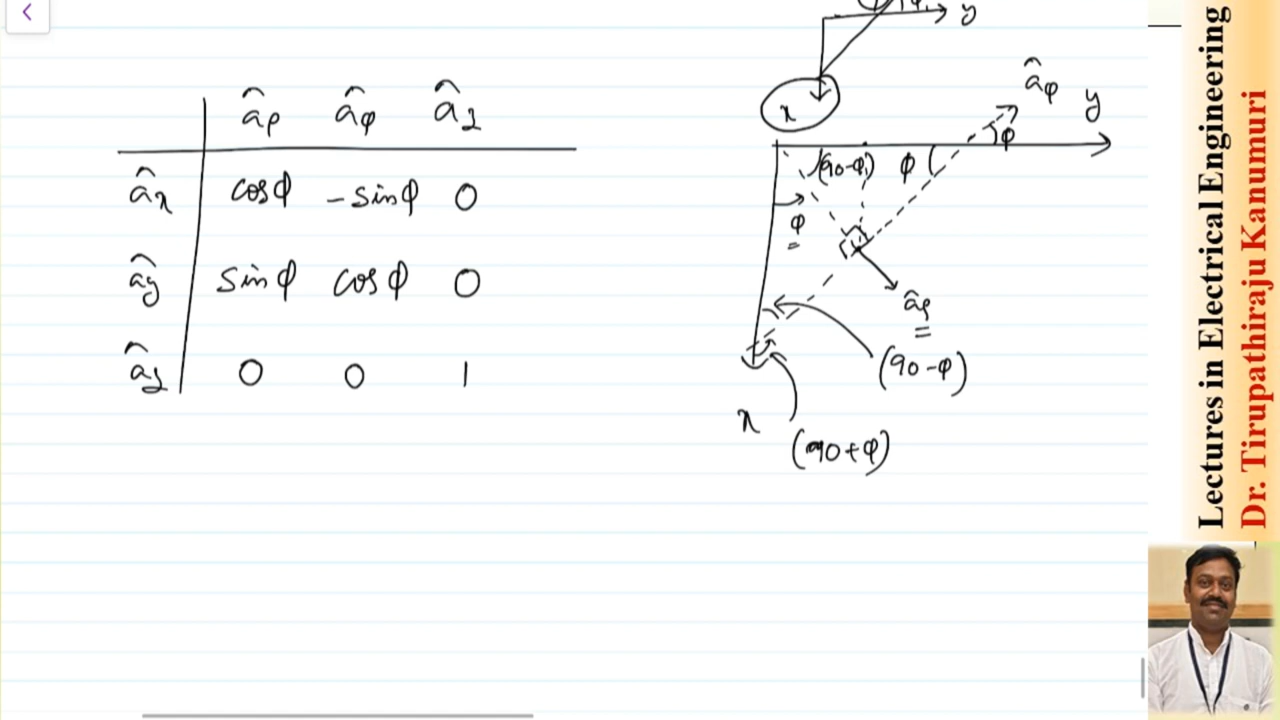 y
x
âρ âφ âz
âx cosφ -sinφ 0
ây sinφ cosφ 0
âz 0 0 1
âφ
y
φ
(90-φ) φ
φ
âρ
(90-φ)
x
(90+φ)
Lectures in Electrical Engineering
Dr. Tirupathiraju Kanumuri